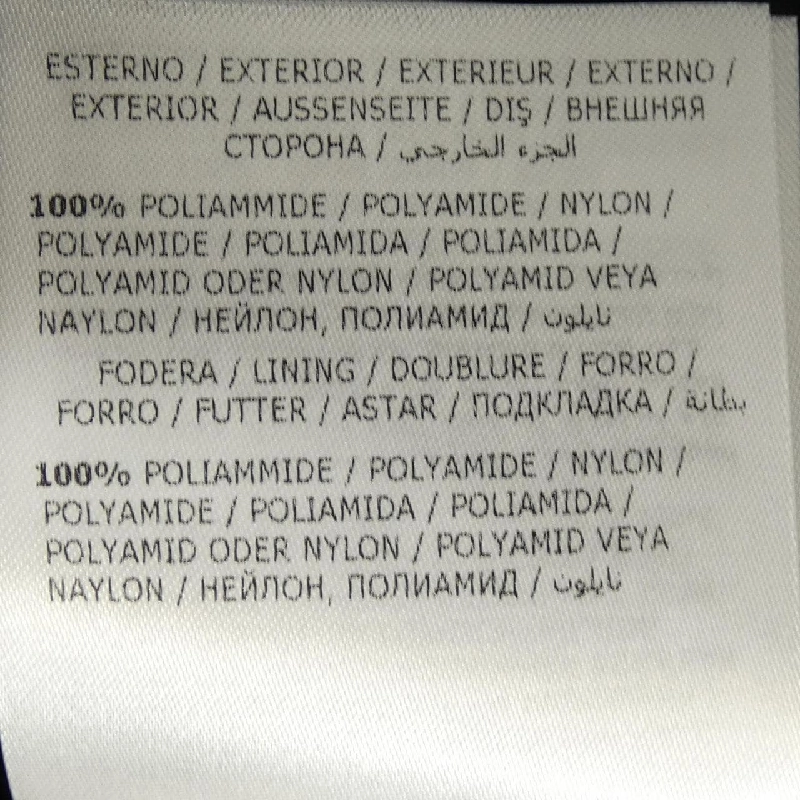 ESTERNO / EXTERIOR / EXTERIEUR / EXTERNO /
EXTERIOR / AUSSENSEITE / DIŞ / ВНЕШНЯЯ
СТОРОНА / الجزء الخارجي
100% POLIAMMIDE / POLYAMIDE / NYLON /
POLYAMIDE / POLIAMIDA / POLIAMIDA /
POLYAMID ODER NYLON / POLYAMID VEYA
NAYLON / НЕЙЛОН, ПОЛИАМИД / نايلون
FODERA / LINING / DOUBLURE / FORRO /
FORRO / FUTTER / ASTAR / ПОДКЛАДКА / بطانة
100% POLIAMMIDE / POLYAMIDE / NYLON /
POLYAMIDE / POLIAMIDA / POLIAMIDA /
POLYAMID ODER NYLON / POLYAMID VEYA
NAYLON / НЕЙЛОН, ПОЛИАМИД / نايلون